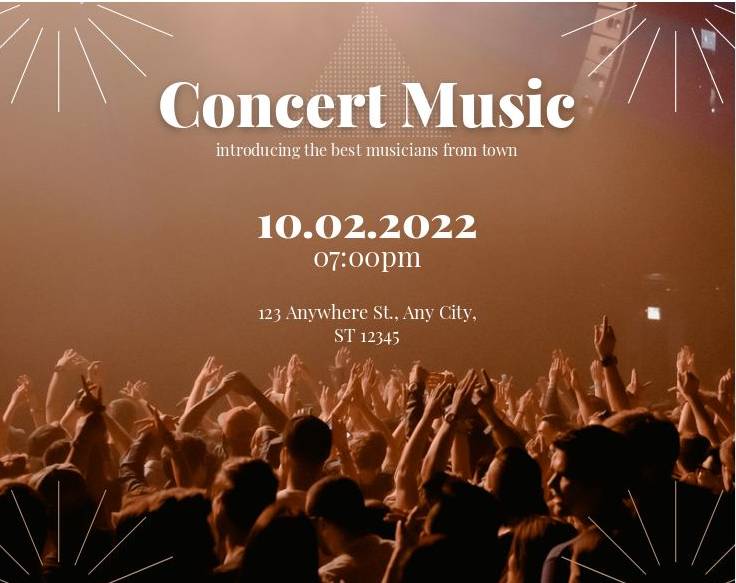 Concert Music
introducing the best musicians from town
10.02.2022
07:00pm
123 Anywhere St., Any City,
ST 12345